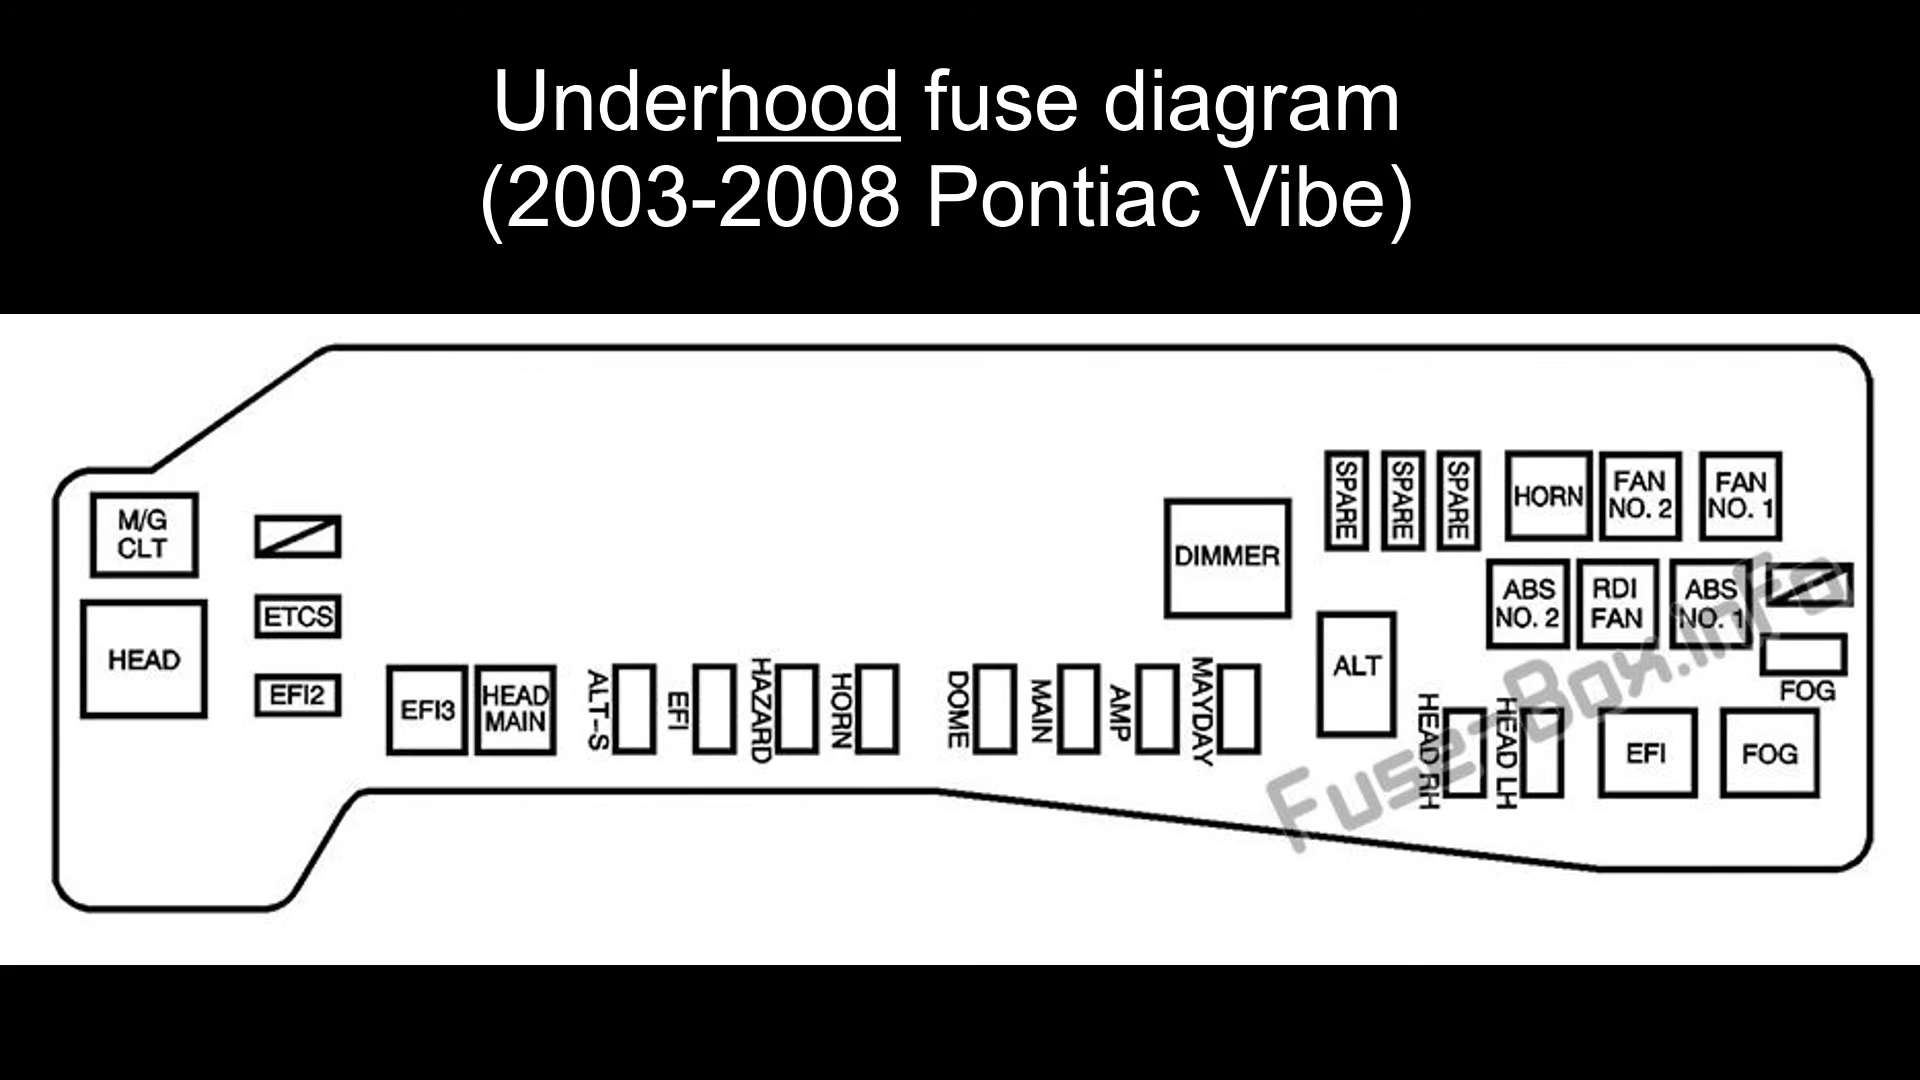 Underhood fuse diagram
(2003-2008 Pontiac Vibe)
M/G
CLT
HEAD
ETCS
EFI2
EFI3
HEAD
MAIN
ALT-S
EFI
HAZARD
HORN
DOME
MAIN
AMP
MAYDAY
DIMMER
SPARE
SPARE
SPARE
HORN
FAN
NO. 2
FAN
NO. 1
ABS
NO. 2
RDI
FAN
ABS
NO. 1
FOG
ALT
HEAD RH
HEAD LH
EFI
FOG
Fuse-Box.inFo